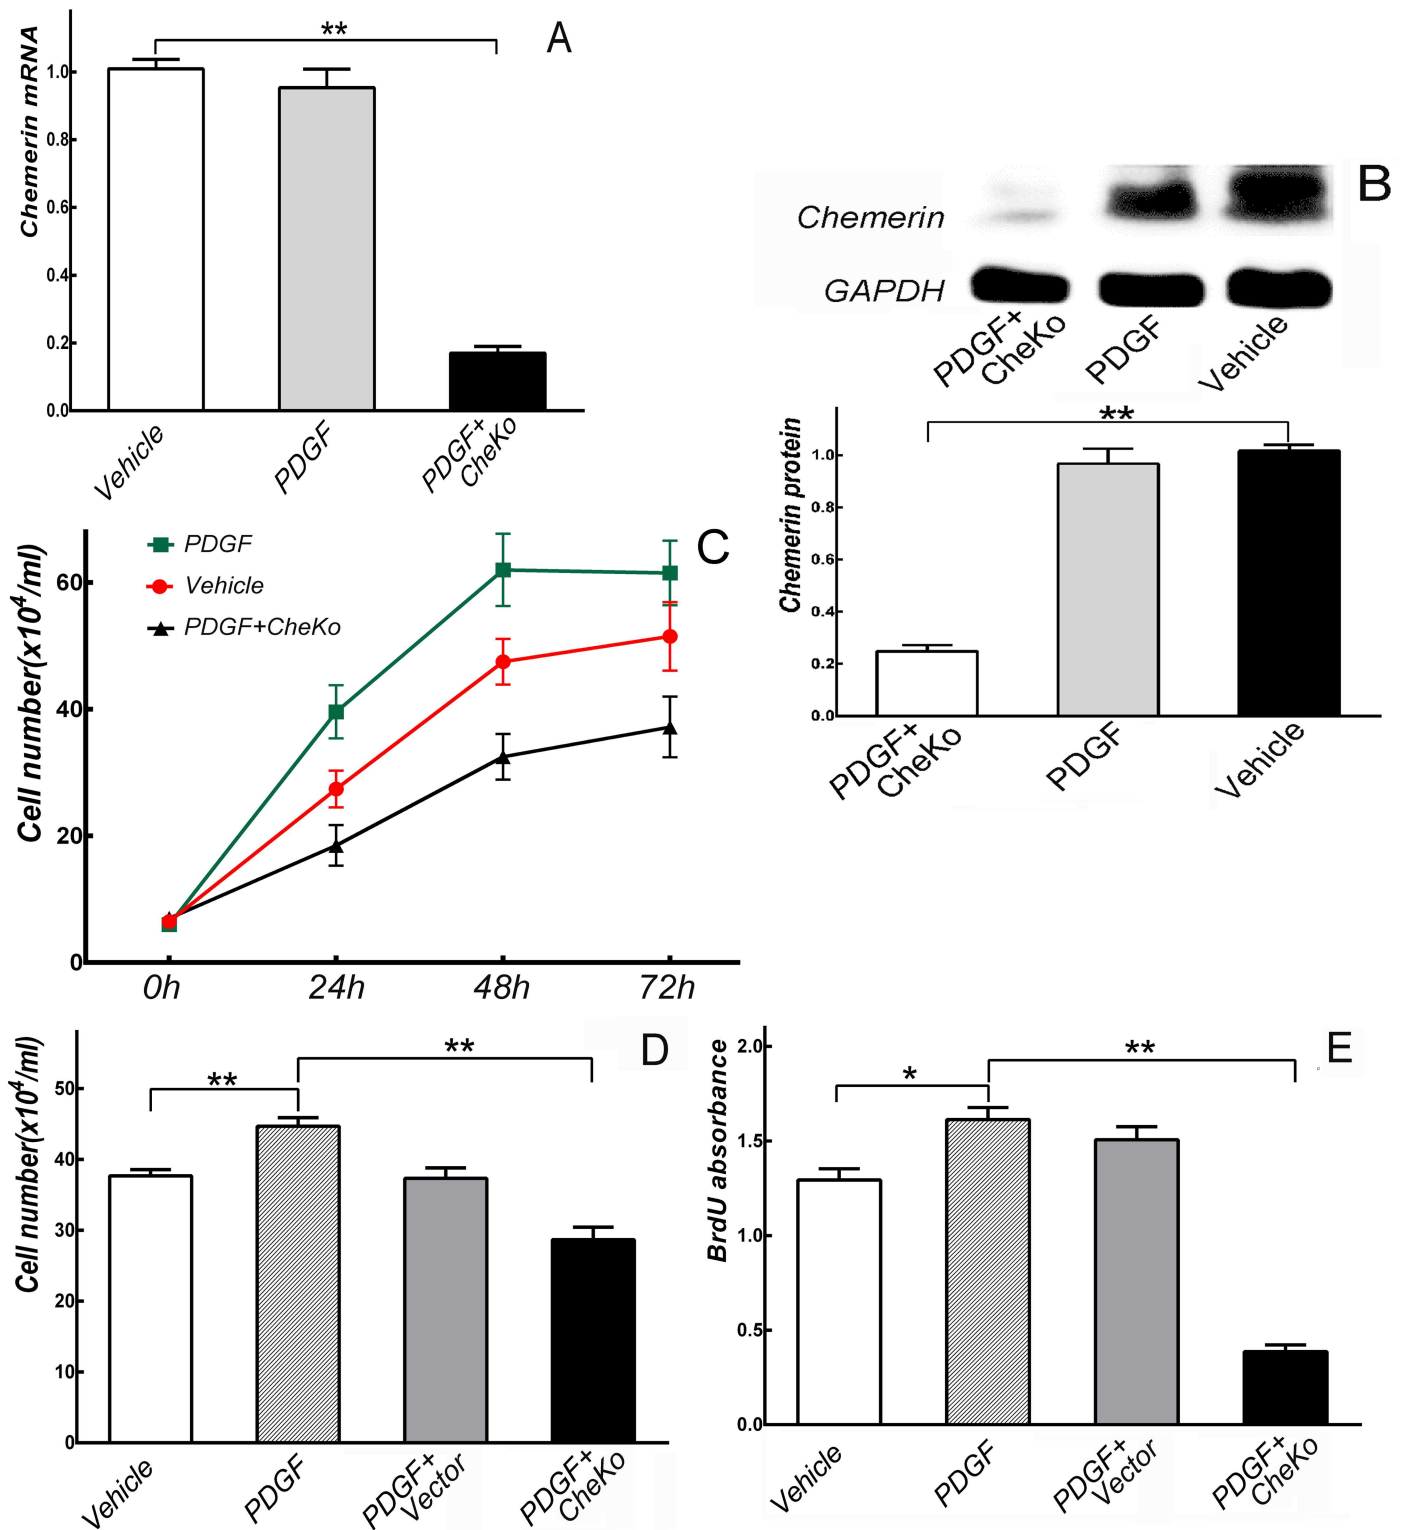 A
**
Chemerin mRNA
1.0
0.8
0.6
0.4
0.2
0.0
Vehicle
PDGF
PDGF+
CheKo
B
Chemerin
GAPDH
PDGF+
CheKo
PDGF
Vehicle
**
Chemerin protein
1.0
0.8
0.6
0.4
0.2
0.0
PDGF+
CheKo
PDGF
Vehicle
C
PDGF
Vehicle
PDGF+CheKo
Cell number(x10⁴/ml)
60
40
20
0
0h
24h
48h
72h
D
**
**
Cell number(x10⁴/ml)
50
40
30
20
10
0
Vehicle
PDGF
PDGF+
Vector
PDGF+
CheKo
E
**
*
BrdU absorbance
2.0
1.5
1.0
0.5
0.0
Vehicle
PDGF
PDGF+
Vector
PDGF+
CheKo